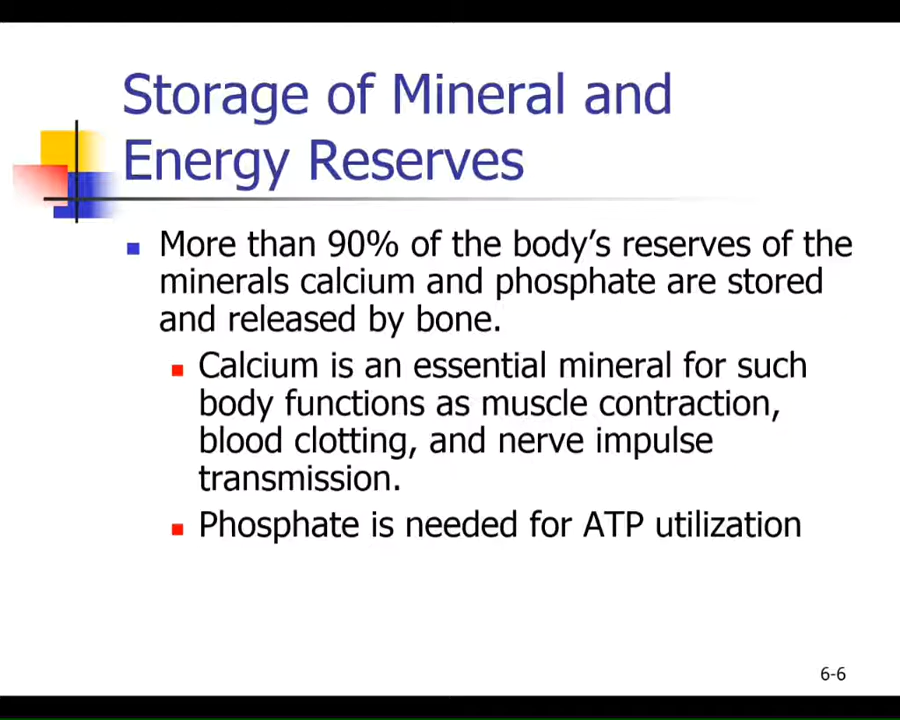 Storage of Mineral and
Energy Reserves
More than 90% of the body’s reserves of the
minerals calcium and phosphate are stored
and released by bone.
Calcium is an essential mineral for such
body functions as muscle contraction,
blood clotting, and nerve impulse
transmission.
Phosphate is needed for ATP utilization
6-6